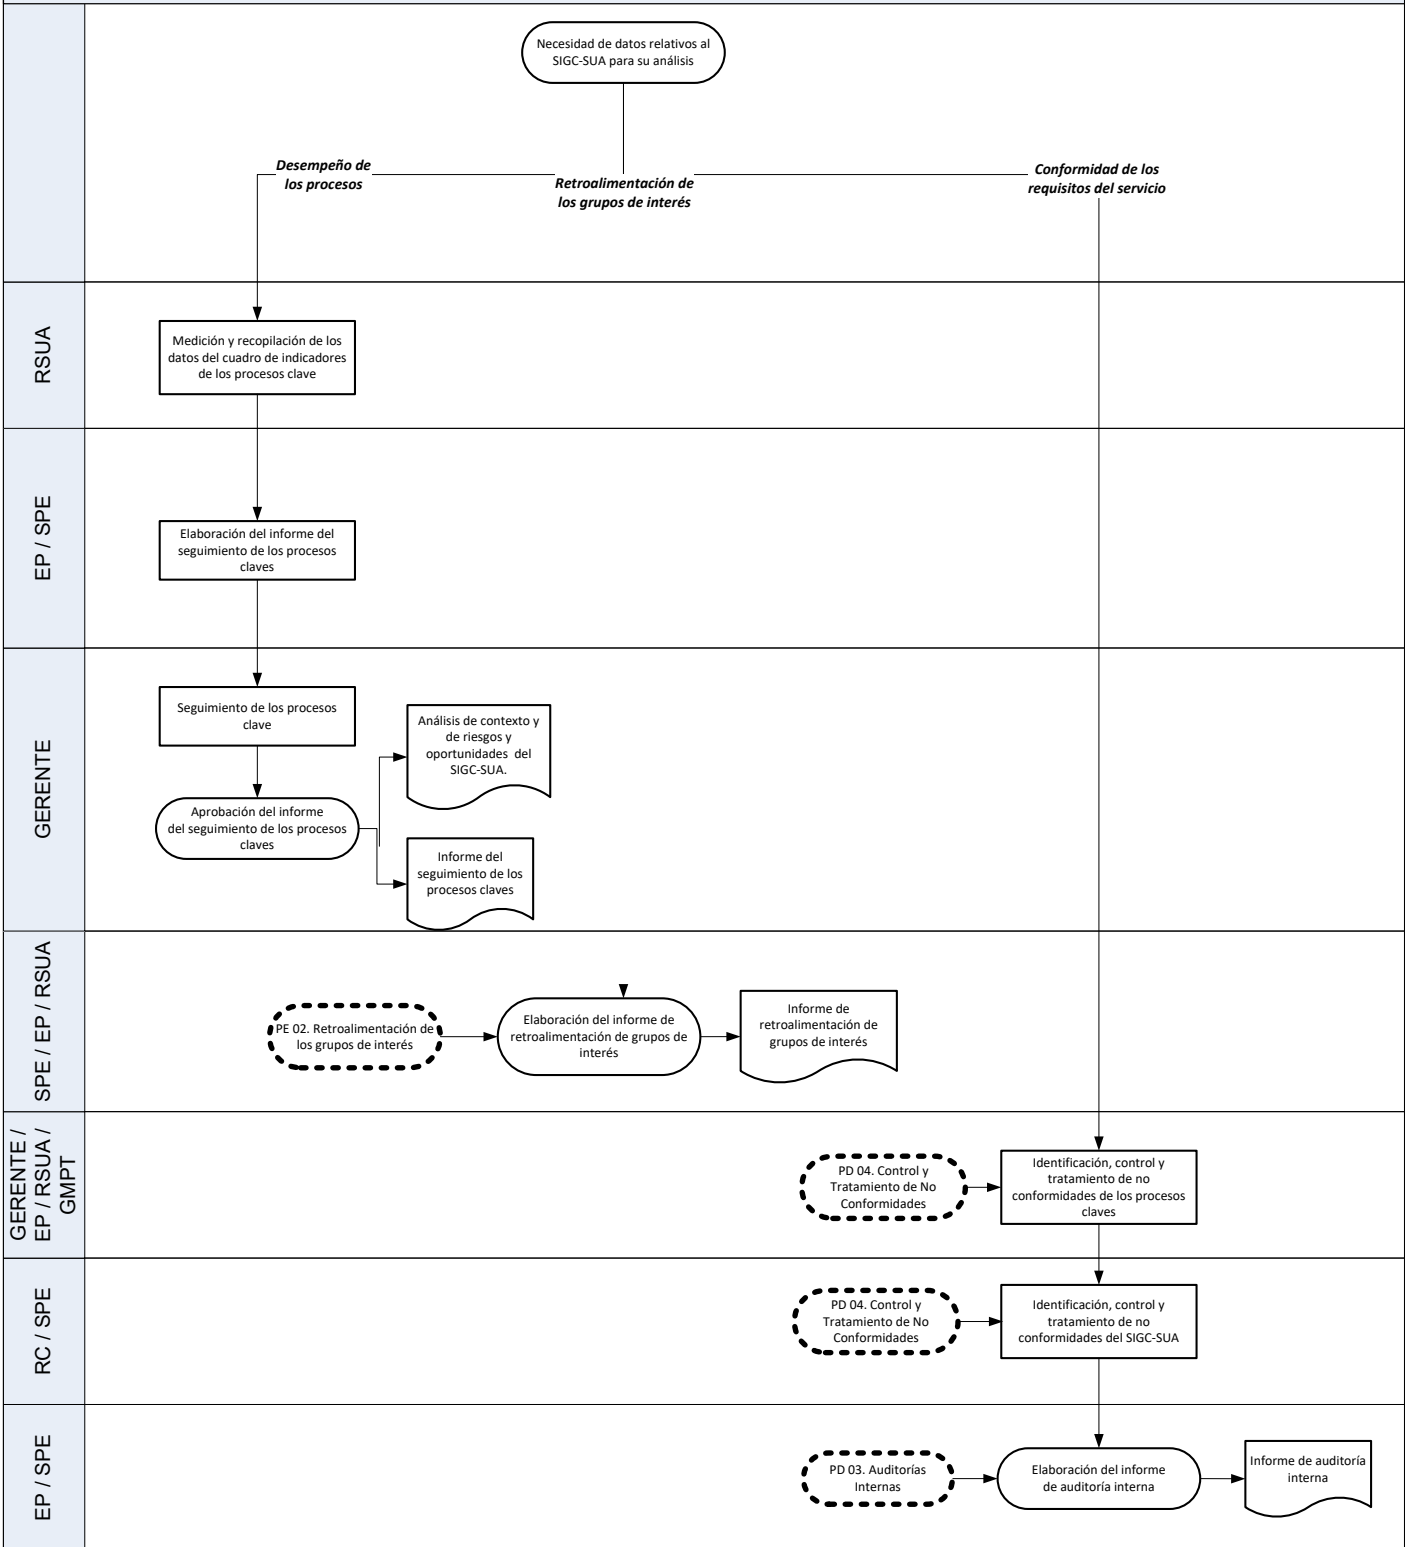 Necesidad de datos relativos al
SIGC-SUA para su análisis
Desempeño de
los procesos
Retroalimentación de
los grupos de interés
Conformidad de los
requisitos del servicio
RSUA
Medición y recopilación de los
datos del cuadro de indicadores
de los procesos clave
EP / SPE
Elaboración del informe del
seguimiento de los procesos
claves
GERENTE
Seguimiento de los procesos
clave
Análisis de contexto y
de riesgos y
oportunidades del
SIGC-SUA.
Aprobación del informe
del seguimiento de los procesos
claves
Informe del
seguimiento de los
procesos claves
SPE / EP / RSUA
PE 02. Retroalimentación de
los grupos de interés
Elaboración del informe de
retroalimentación de grupos de
interés
Informe de
retroalimentación de
grupos de interés
GERENTE /
EP / RSUA /
GMPT
PD 04. Control y
Tratamiento de No
Conformidades
Identificación, control y
tratamiento de no
conformidades de los procesos
claves
RC / SPE
PD 04. Control y
Tratamiento de No
Conformidades
Identificación, control y
tratamiento de no
conformidades del SIGC-SUA
EP / SPE
PD 03. Auditorías
Internas
Elaboración del informe
de auditoría interna
Informe de auditoría
interna